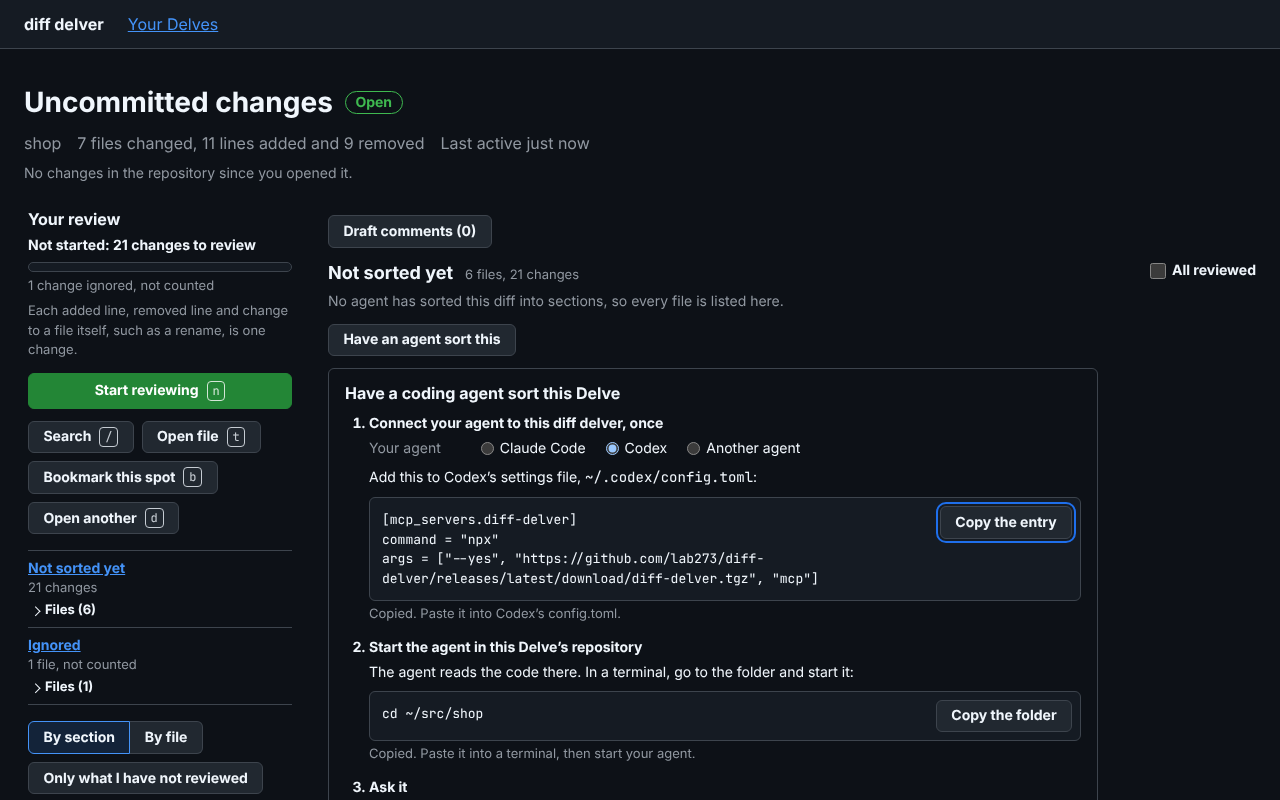 diff delver Your Delves
Uncommitted changes Open
shop 7 files changed, 11 lines added and 9 removed Last active just now
No changes in the repository since you opened it.
Your review
Not started: 21 changes to review
1 change ignored, not counted
Each added line, removed line and change
to a file itself, such as a rename, is one
change.
Start reviewing n
Search / Open file t
Bookmark this spot b
Open another d
Not sorted yet
21 changes
Files (6)
Ignored
1 file, not counted
Files (1)
By section By file
Only what I have not reviewed
Draft comments (0)
Not sorted yet 6 files, 21 changes All reviewed
No agent has sorted this diff into sections, so every file is listed here.
Have an agent sort this
Have a coding agent sort this Delve
1. Connect your agent to this diff delver, once
Your agent Claude Code Codex Another agent
Add this to Codex’s settings file, ~/.codex/config.toml:
[mcp_servers.diff-delver]
command = "npx"
args = ["--yes", "https://github.com/lab273/diff-
delver/releases/latest/download/diff-delver.tgz", "mcp"]
Copy the entry
Copied. Paste it into Codex’s config.toml.
2. Start the agent in this Delve’s repository
The agent reads the code there. In a terminal, go to the folder and start it:
cd ~/src/shop
Copy the folder
Copied. Paste it into a terminal, then start your agent.
3. Ask it